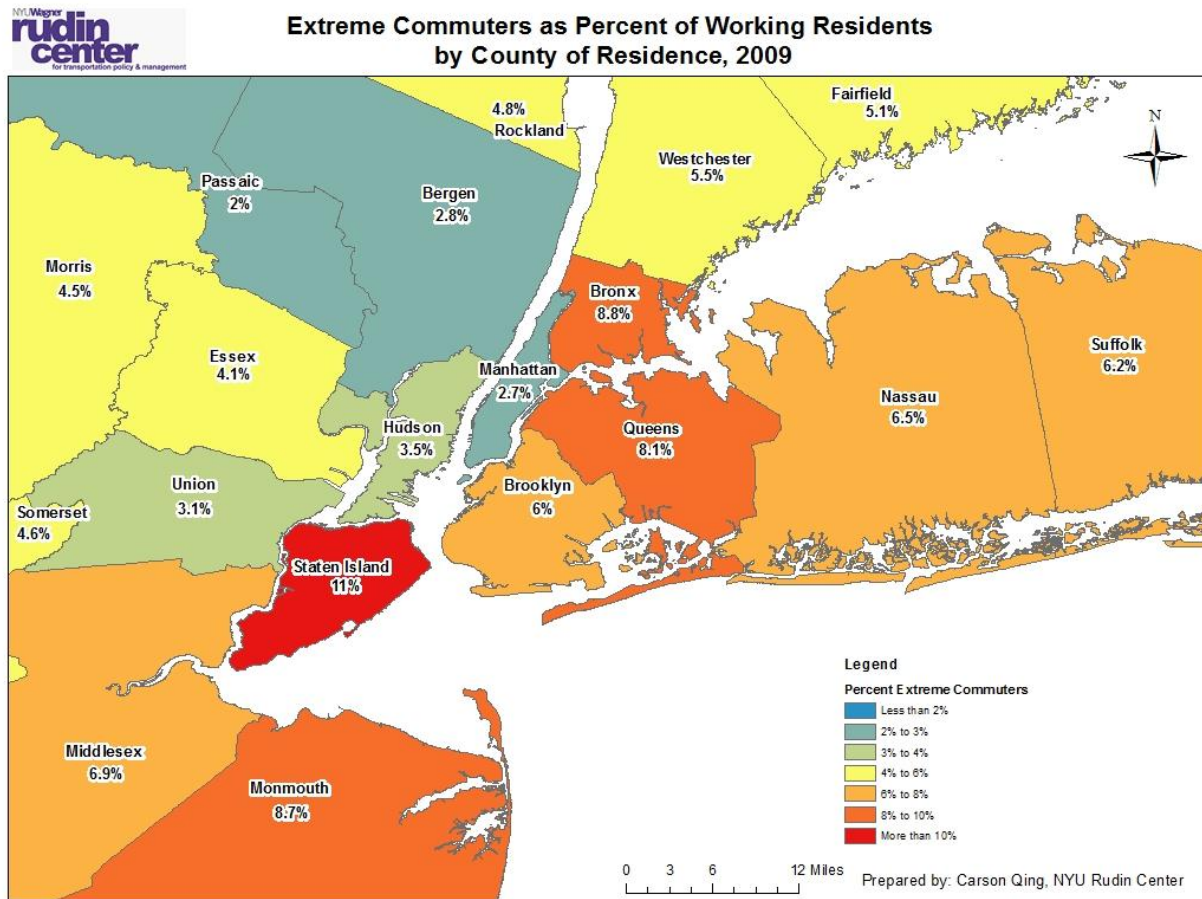 NYUWagner
rudin
center
for transportation policy & management
Extreme Commuters as Percent of Working Residents
by County of Residence, 2009
4.8%
Rockland
Fairfield
5.1%
N
Westchester
5.5%
Passaic
2%
Bergen
2.8%
Morris
4.5%
Bronx
8.8%
Essex
4.1%
Manhattan
2.7%
Suffolk
6.2%
Nassau
6.5%
Hudson
3.5%
Queens
8.1%
Union
3.1%
Brooklyn
6%
Somerset
4.6%
Staten Island
11%
Middlesex
6.9%
Monmouth
8.7%
Legend
Percent Extreme Commuters
Less than 2%
2% to 3%
3% to 4%
4% to 6%
6% to 8%
8% to 10%
More than 10%
0 3 6 12 Miles
Prepared by: Carson Qing, NYU Rudin Center